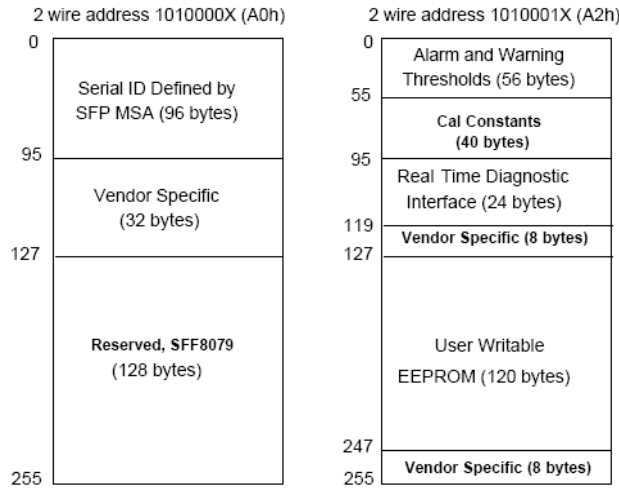 2 wire address 1010000X (A0h)
0
Serial ID Defined by
SFP MSA (96 bytes)
95
Vendor Specific
(32 bytes)
127
Reserved, SFF8079
(128 bytes)
255
2 wire address 1010001X (A2h)
0
Alarm and Warning
Thresholds (56 bytes)
55
Cal Constants
(40 bytes)
95
Real Time Diagnostic
Interface (24 bytes)
119
Vendor Specific (8 bytes)
127
User Writable
EEPROM (120 bytes)
247
Vendor Specific (8 bytes)
255